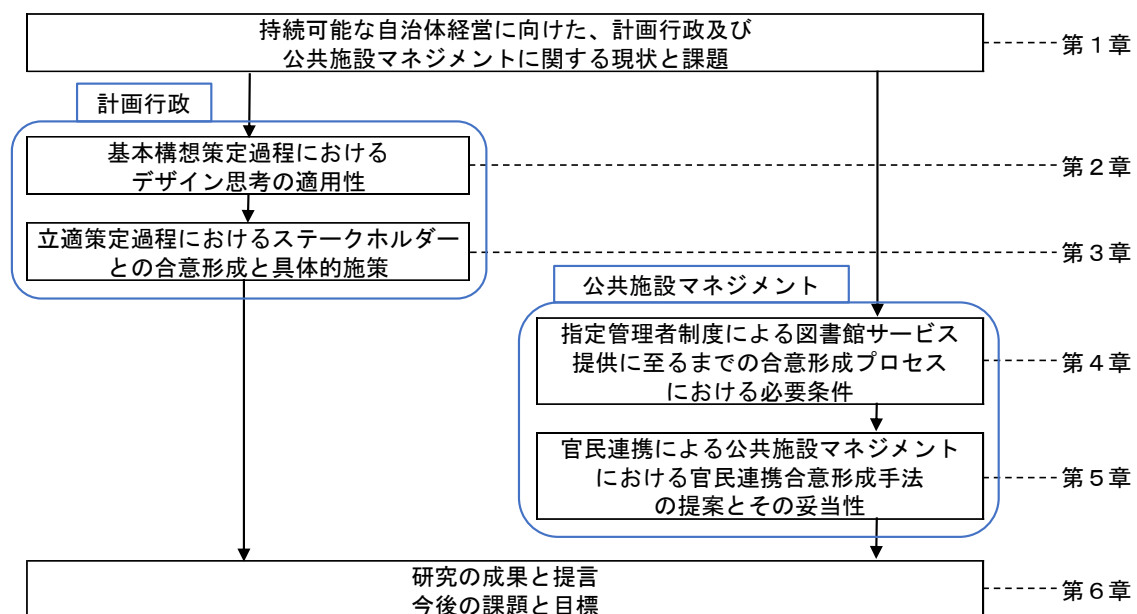 持続可能な自治体経営に向けた、計画行政及び
公共施設マネジメントに関する現状と課題
第1章
計画行政
基本構想策定過程における
デザイン思考の適用性
第2章
立適策定過程におけるステークホルダー
との合意形成と具体的施策
第3章
公共施設マネジメント
指定管理者制度による図書館サービス
提供に至るまでの合意形成プロセス
における必要条件
第4章
官民連携による公共施設マネジメント
における官民連携合意形成手法
の提案とその妥当性
第5章
研究の成果と提言
今後の課題と目標
第6章